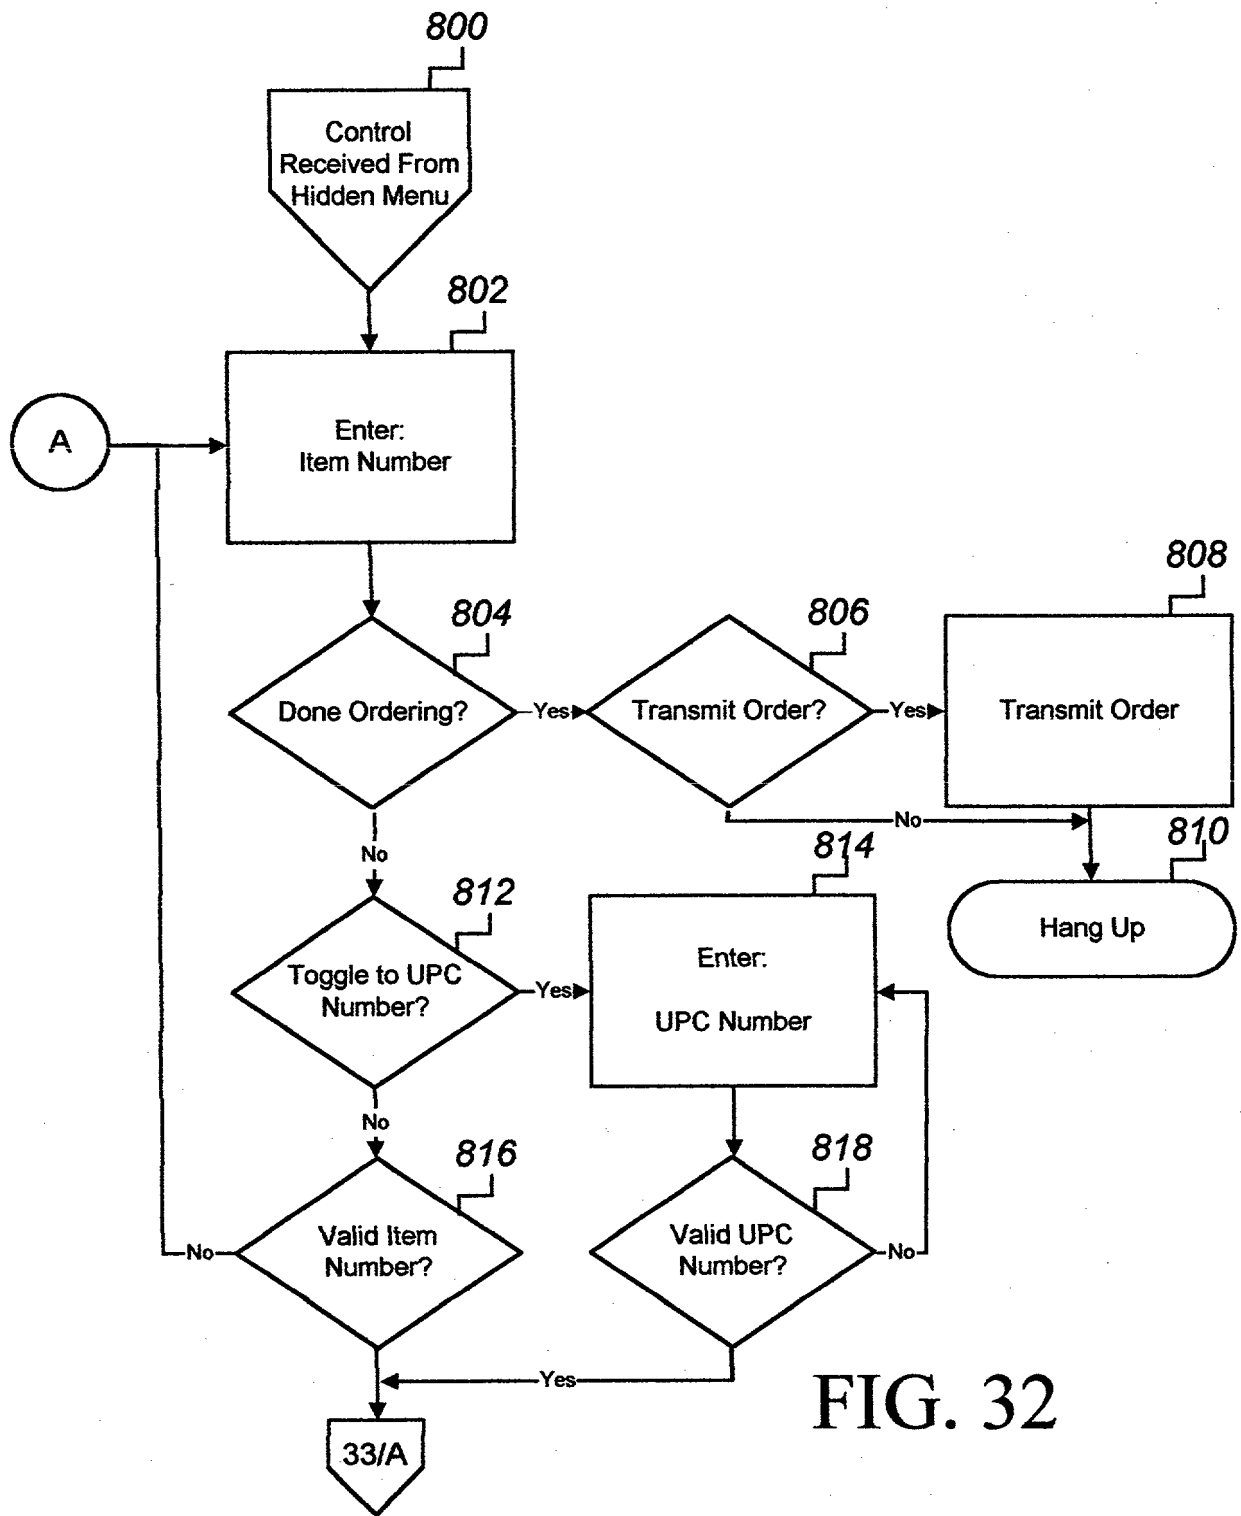 800
Control
Received From
Hidden Menu
802
A
Enter:
Item Number
804
806
808
Done Ordering?
Yes
Transmit Order?
Yes
Transmit Order
No
No
810
812
814
Hang Up
Toggle to UPC
Number?
Yes
Enter:
UPC Number
No
816
818
No
Valid Item
Number?
Valid UPC
Number?
No
Yes
33/A
FIG. 32